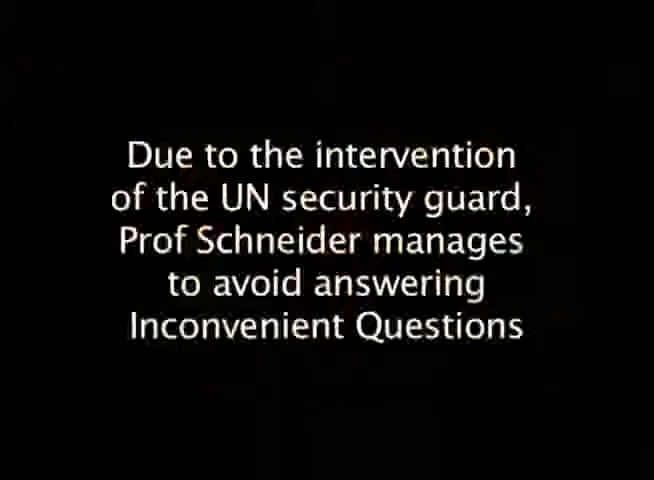 Due to the intervention
of the UN security guard,
Prof Schneider manages
to avoid answering
Inconvenient Questions